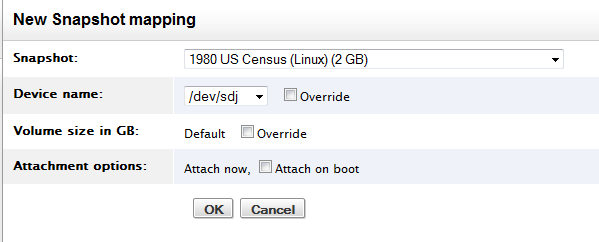 New Snapshot mapping
Snapshot: 1980 US Census (Linux) (2 GB)
Device name: /dev/sdj Override
Volume size in GB: Default Override
Attachment options: Attach now, Attach on boot
OK Cancel